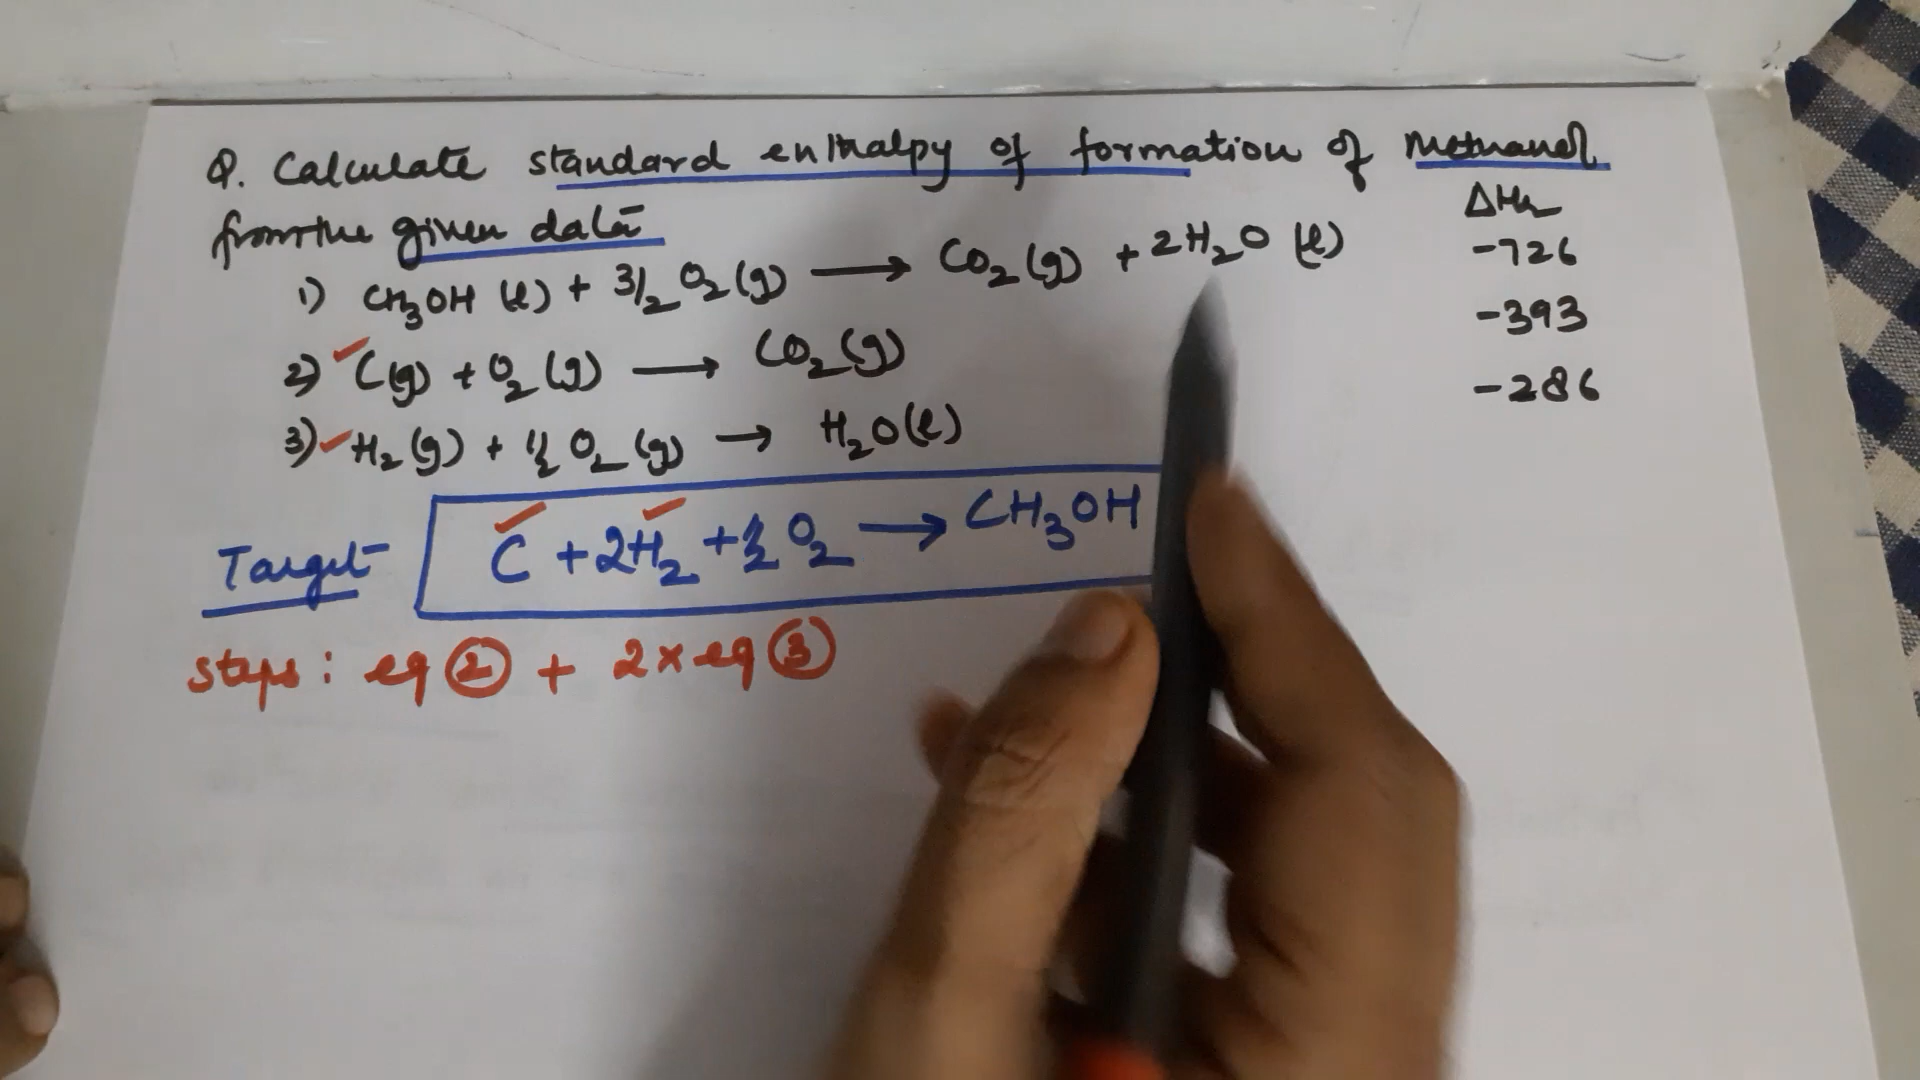 Q. Calculate standard enthalpy of formation of Methanol
from the given data
ΔHr
1) CH3OH (l) + 3/2 O2(g) → CO2(g) + 2H2O (l) -726
2) C(g) + O2(g) → CO2(g) -393
3) H2(g) + 1/2 O2(g) → H2O(l) -286
Target C + 2H2 + 1/2 O2 → CH3OH
steps: eq 2 + 2 x eq 3